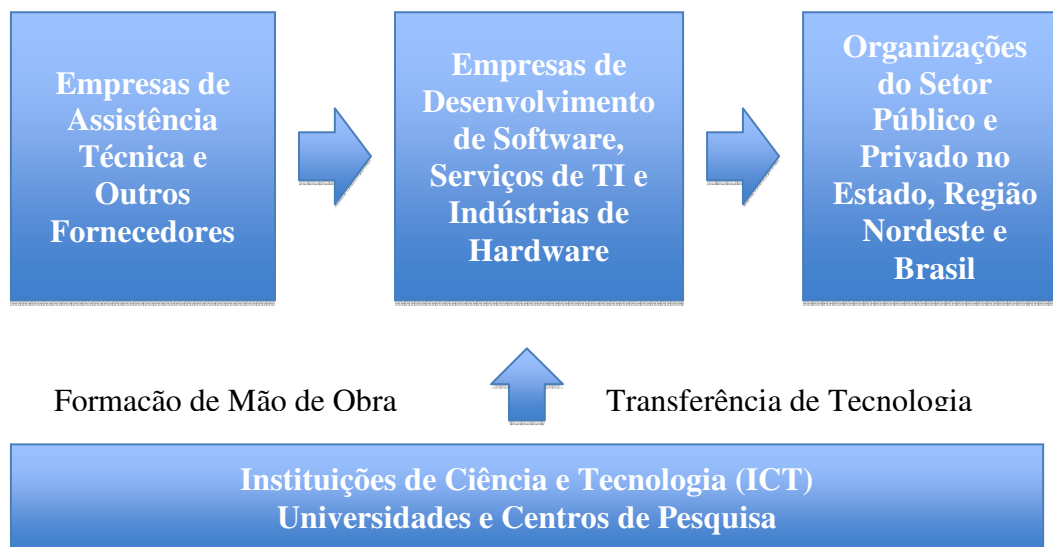 Empresas de
Assistência
Técnica e
Outros
Fornecedores
Empresas de
Desenvolvimento
de Software,
Serviços de TI e
Indústrias de
Hardware
Organizações
do Setor
Público e
Privado no
Estado, Região
Nordeste e
Brasil
Formação de Mão de Obra
Transferência de Tecnologia
Instituições de Ciência e Tecnologia (ICT)
Universidades e Centros de Pesquisa